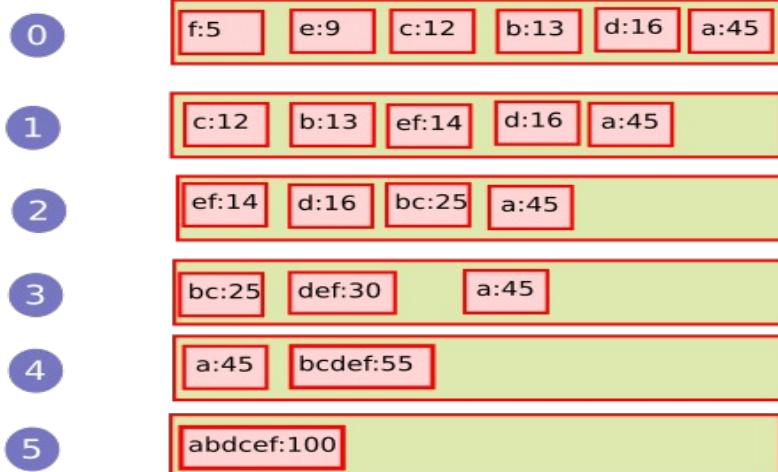 0 f:5 e:9 c:12 b:13 d:16 a:45
1 c:12 b:13 ef:14 d:16 a:45
2 ef:14 d:16 bc:25 a:45
3 bc:25 def:30 a:45
4 a:45 bcdef:55
5 abdcef:100